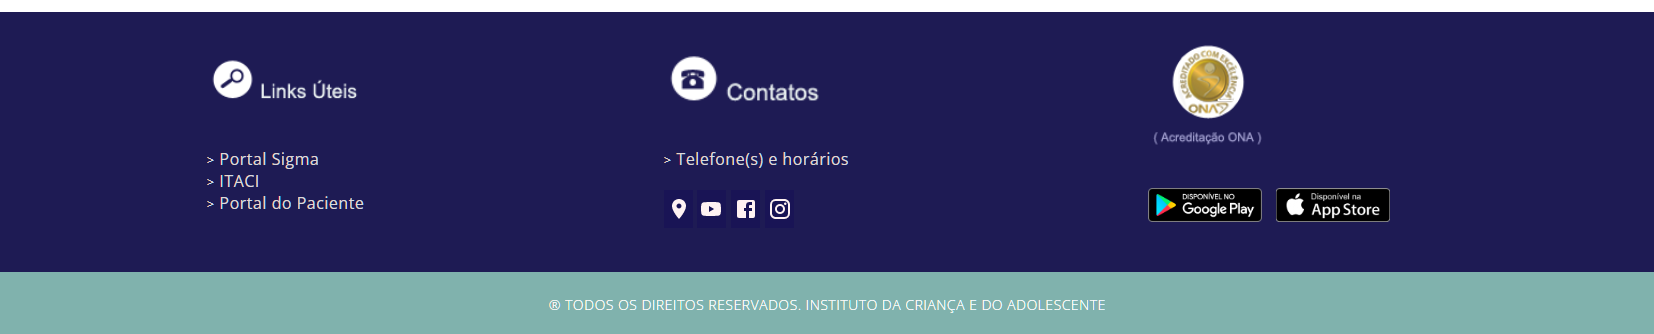 Links Úteis
> Portal Sigma
> ITACI
> Portal do Paciente
Contatos
> Telefone(s) e horários
ACREDITADO COM EXCELÊNCIA
ONA
( Acreditação ONA )
DISPONÍVEL NO
Google Play
Disponível na
App Store
® TODOS OS DIREITOS RESERVADOS. INSTITUTO DA CRIANÇA E DO ADOLESCENTE